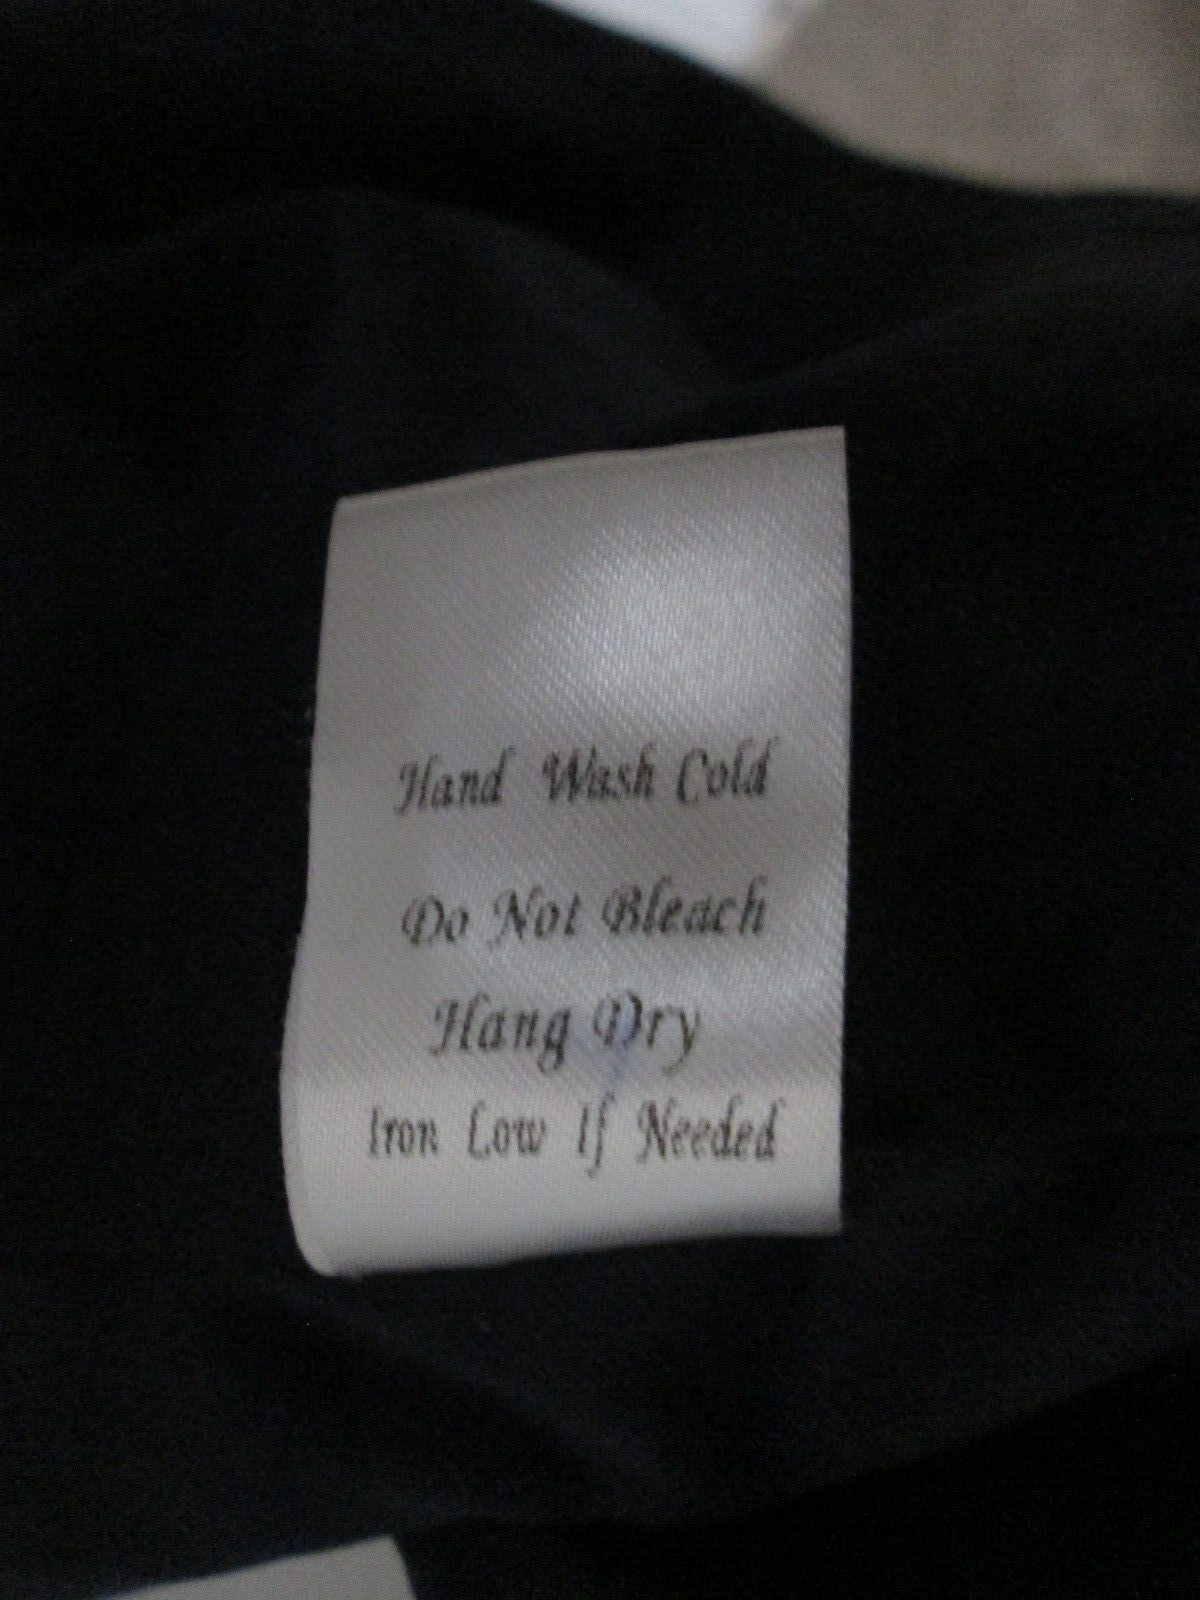 Hand Wash Cold
Do Not Bleach
Hang Dry
Iron Low If Needed